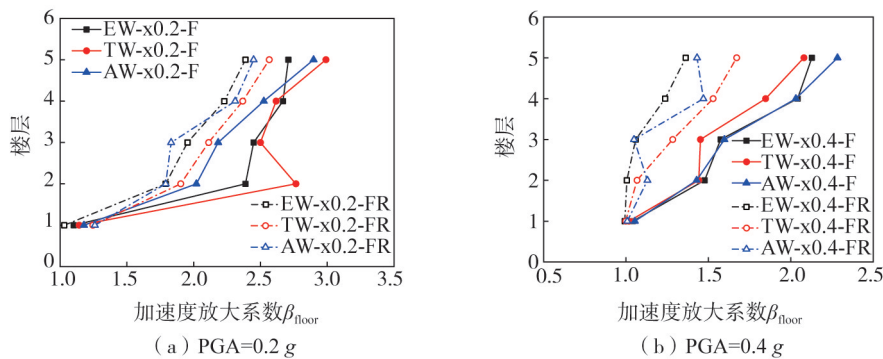 6
5
4
3
2
1
0
楼层
EW-x0.2-F
TW-x0.2-F
AW-x0.2-F
EW-x0.2-FR
TW-x0.2-FR
AW-x0.2-FR
1.0 1.5 2.0 2.5 3.0 3.5
加速度放大系数βfloor
（a）PGA=0.2 g
6
5
4
3
2
1
0
楼层
EW-x0.4-F
TW-x0.4-F
AW-x0.4-F
EW-x0.4-FR
TW-x0.4-FR
AW-x0.4-FR
0.5 1.0 1.5 2.0 2.5
加速度放大系数βfloor
（b）PGA=0.4 g